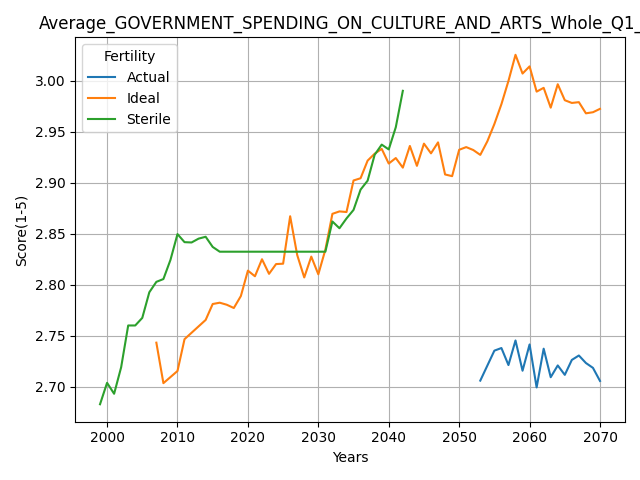 Average_GOVERNMENT_SPENDING_ON_CULTURE_AND_ARTS_Whole_Q1_
Fertility
Actual
Ideal
Sterile
Score(1-5)
3.00
2.95
2.90
2.85
2.80
2.75
2.70
2000 2010 2020 2030 2040 2050 2060 2070
Years